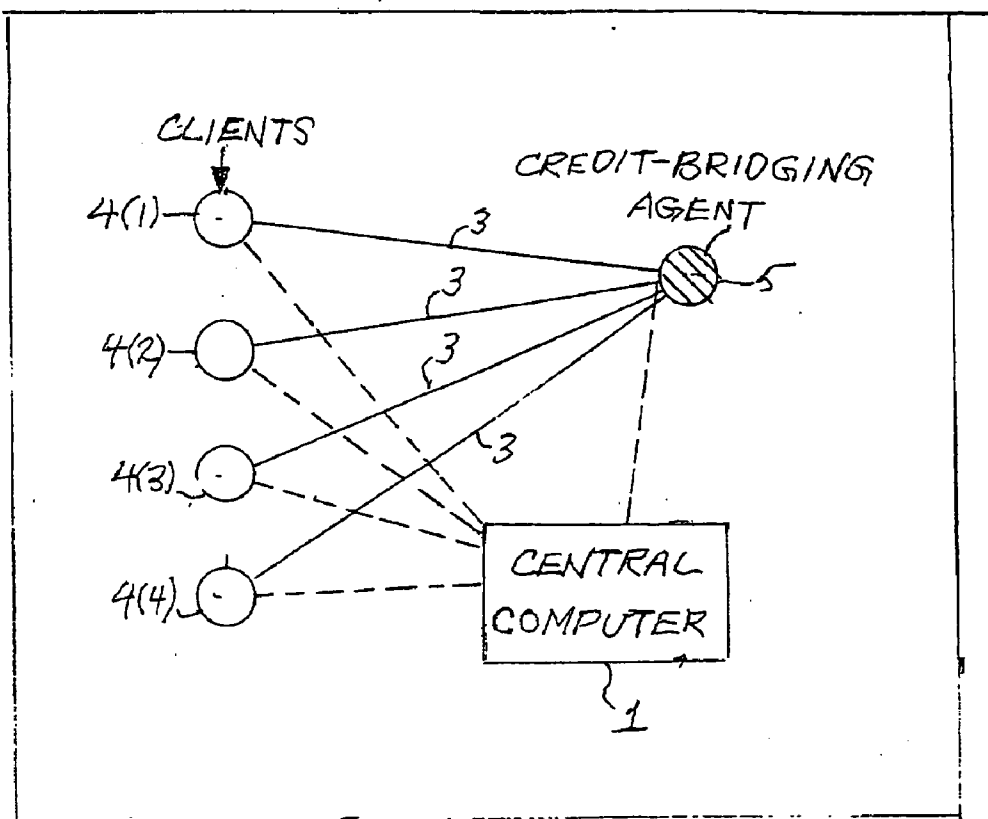 CLIENTS
CREDIT-BRIDGING
AGENT
4(1)
3
5
3
4(2)
3
3
4(3)
CENTRAL
COMPUTER
4(4)
1